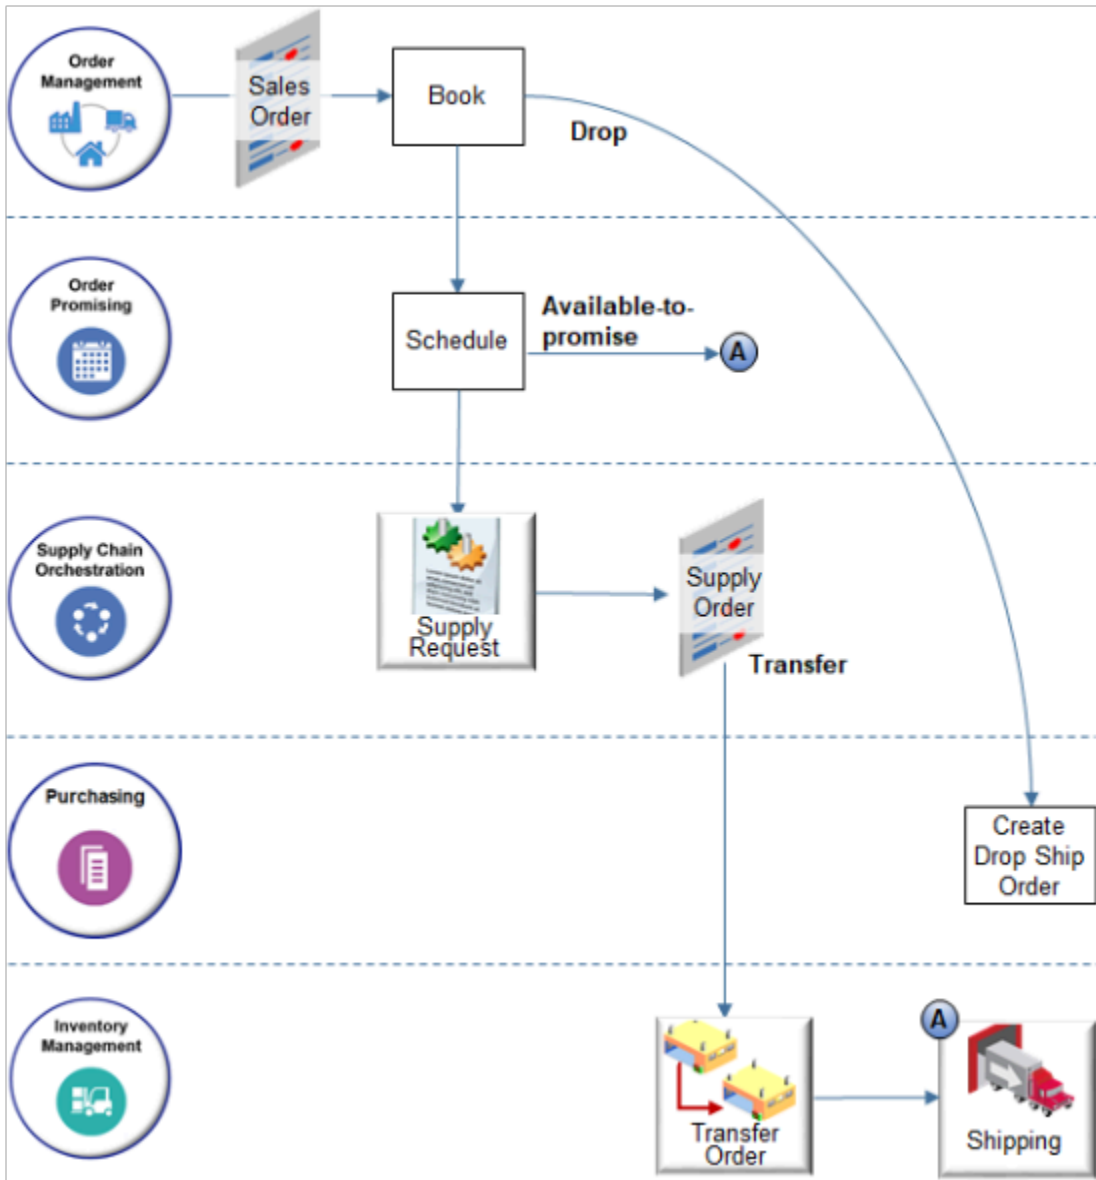 Order
Management
Sales
Order
Book
Drop
Order
Promising
Schedule
Available-to-
promise
A
Supply Chain
Orchestration
Supply
Request
Supply
Order
Transfer
Purchasing
Create
Drop Ship
Order
Inventory
Management
Transfer
Order
A
Shipping